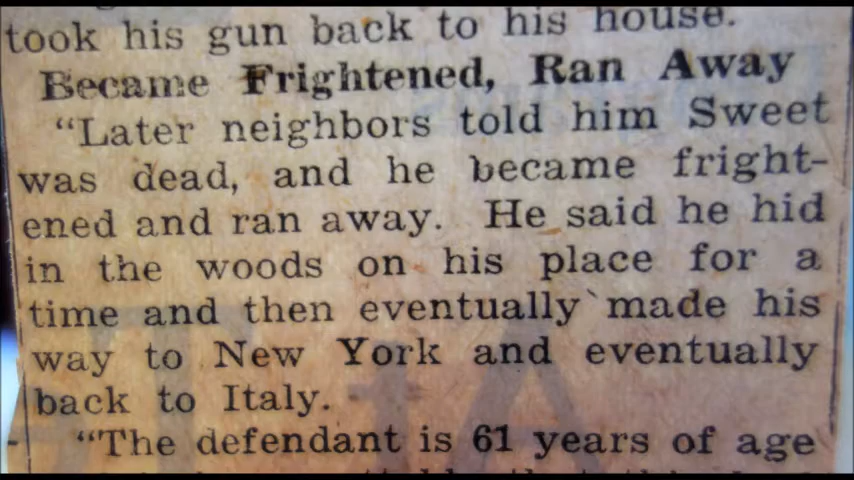 took his gun back to his house.
Became Frightened, Ran Away
"Later neighbors told him Sweet
was dead, and he became fright-
ened and ran away. He said he hid
in the woods on his place for a
time and then eventually made his
way to New York and eventually
back to Italy.
"The defendant is 61 years of age